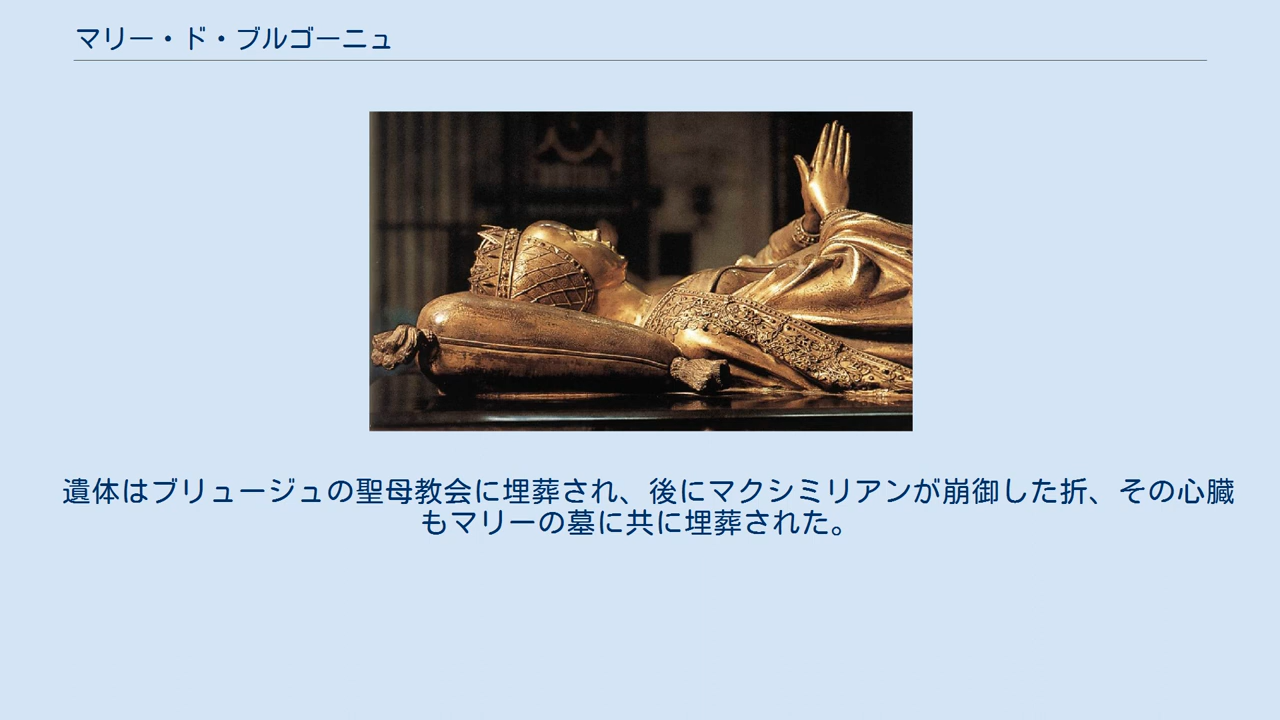 マリー・ド・ブルゴーニュ
遺体はブリュージュの聖母教会に埋葬され、後にマクシミリアンが崩御した折、その心臓
もマリーの墓に共に埋葬された。